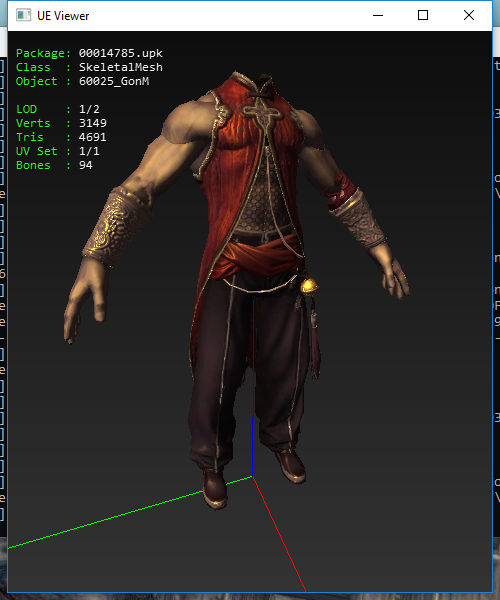 UE Viewer
Package: 00014785.upk
Class : SkeletalMesh
Object : 60025_GonM
LOD : 1/2
Verts : 3149
Tris : 4691
UV Set : 1/1
Bones : 94